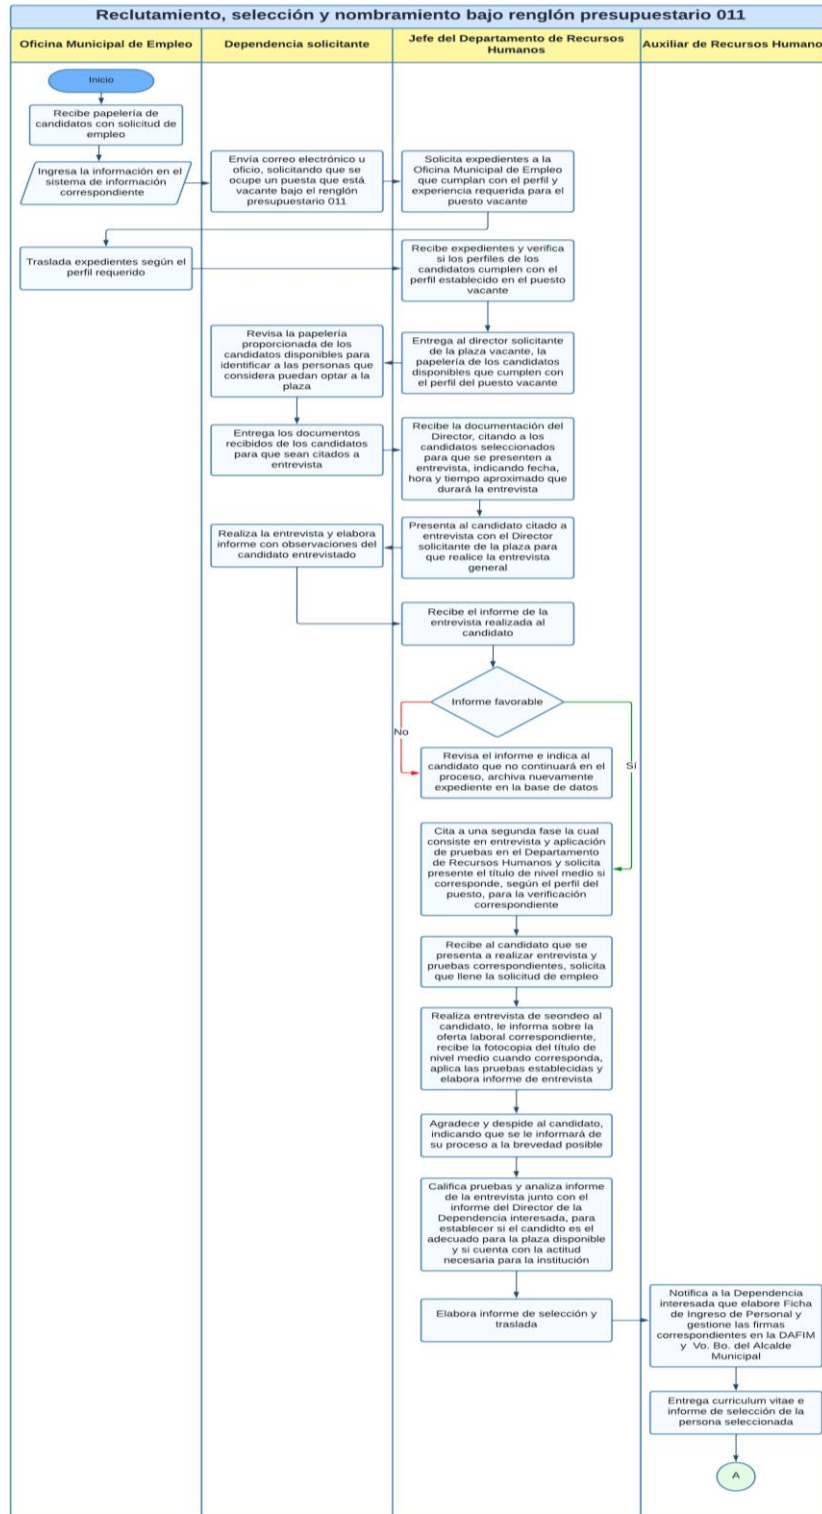 Reclutamiento, selección y nombramiento bajo renglón presupuestario 011
Oficina Municipal de Empleo
Dependencia solicitante
Jefe del Departamento de Recursos
Humanos
Auxiliar de Recursos Humano
Inicio
Recibe papelería de
candidatos con solicitud de
empleo
Ingresa la información en el
sistema de información
correspondiente
Envía correo electrónico u
oficio, solicitando que se
ocupe un puesta que está
vacante bajo el renglón
presupuestario 011
Solicita expedientes a la
Oficina Municipal de Empleo
que cumplan con el perfil y
experiencia requerida para el
puesto vacante
Traslada expedientes según el
perfil requerido
Recibe expedientes y verifica
si los perfiles de los
candidatos cumplen con el
perfil establecido en el puesto
vacante
Entrega al director solicitante
de la plaza vacante, la
papelería de los candidatos
disponibles que cumplen con
el perfil del puesto vacante
Revisa la papelería
proporcionada de los
candidatos disponibles para
identificar a las personas que
considera puedan optar a la
plaza
Entrega los documentos
recibidos de los candidatos
para que sean citados a
entrevista
Recibe la documentación del
Director, citando a los
candidatos seleccionados
para que se presenten a
entrevista, indicando fecha,
hora y tiempo aproximado que
durará la entrevista
Presenta al candidato citado a
entrevista con el Director
solicitante de la plaza para
que realice la entrevista
general
Realiza la entrevista y elabora
informe con observaciones del
candidato entrevistado
Recibe el informe de la
entrevista realizada al
candidato
Informe favorable
No
Sí
Revisa el informe e indica al
candidato que no continuará en el
proceso, archiva nuevamente
expediente en la base de datos
Cita a una segunda fase la cual
consiste en entrevista y aplicación
de pruebas en el Departamento
de Recursos Humanos y solicita
presente el título de nivel medio si
corresponde, según el perfil del
puesto, para la verificación
correspondiente
Recibe al candidato que se
presenta a realizar entrevista y
pruebas correspondientes, solicita
que llene la solicitud de empleo
Realiza entrevista de seondeo al
candidato, le informa sobre la
oferta laboral correspondiente,
recibe la fotocopia del título de
nivel medio cuando corresponda,
aplica las pruebas establecidas y
elabora informe de entrevista
Agradece y despide al candidato,
indicando que se le informará de
su proceso a la brevedad posible
Califica pruebas y analiza informe
de la entrevista junto con el
informe del Director de la
Dependencia interesada, para
establecer si el candidto es el
adecuado para la plaza disponible
y si cuenta con la actitud
necesaria para la institución
Elabora informe de selección y
traslada
Notifica a la Dependencia
interesada que elabore Ficha
de Ingreso de Personal y
gestione las firmas
correspondientes en la DAFIM
y Vo. Bo. del Alcalde
Municipal
Entrega curriculum vitae e
informe de selección de la
persona seleccionada
A